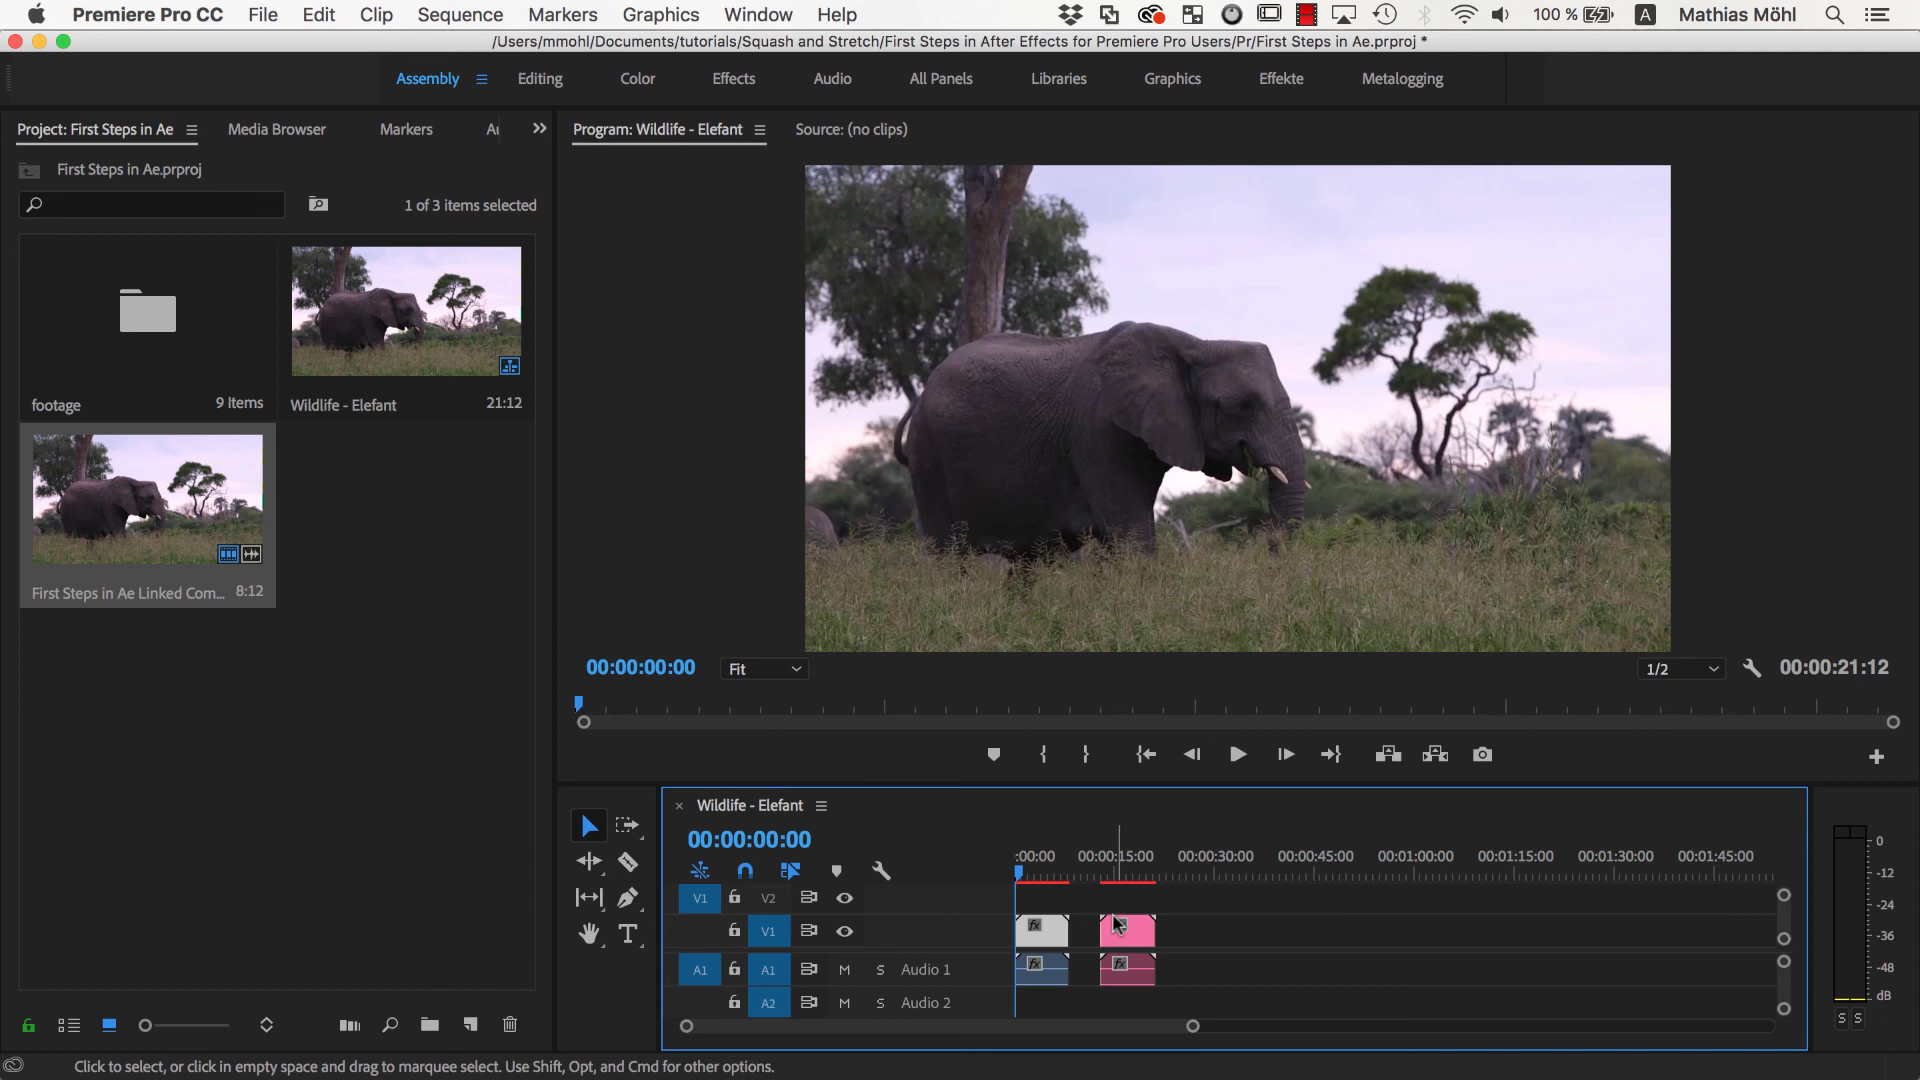 Premiere Pro CC File Edit Clip Sequence Markers Graphics Window Help 100 % A Mathias Möhl
/Users/mmohl/Documents/tutorials/Squash and Stretch/First Steps in After Effects for Premiere Pro Users/Pr/First Steps in Ae.prproj *
Assembly Editing Color Effects Audio All Panels Libraries Graphics Effekte Metalogging
Project: First Steps in Ae Media Browser Markers Au
Program: Wildlife - Elefant Source: (no clips)
First Steps in Ae.prproj
1 of 3 items selected
footage 9 Items
Wildlife - Elefant 21:12
First Steps in Ae Linked Com... 8:12
00:00:00:00 Fit 1/2 00:00:21:12
Wildlife - Elefant
00:00:00:00
:00:00 00:00:15:00 00:00:30:00 00:00:45:00 00:01:00:00 00:01:15:00 00:01:30:00 00:01:45:00
V1 V2
V1 fx fx
A1 A1 M S Audio 1 fx fx
A2 M S Audio 2
0
-12
-24
-36
-48
dB
S S
Click to select, or click in empty space and drag to marquee select. Use Shift, Opt, and Cmd for other options.